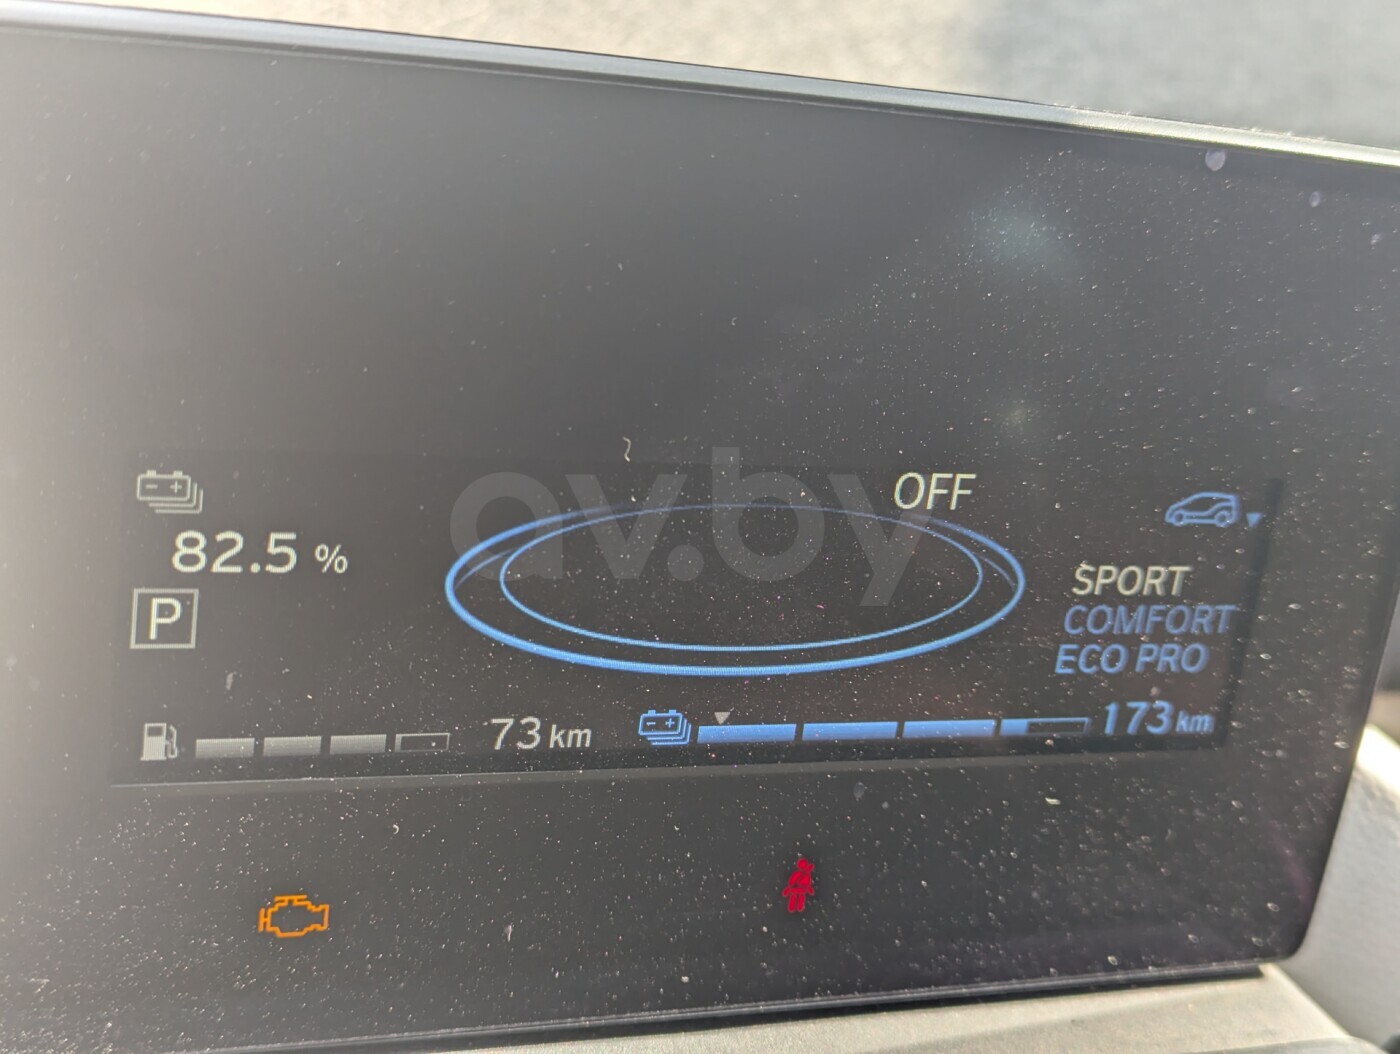 OFF
82.5 %
P
SPORT
COMFORT
ECO PRO
73 km
173 km
av.by